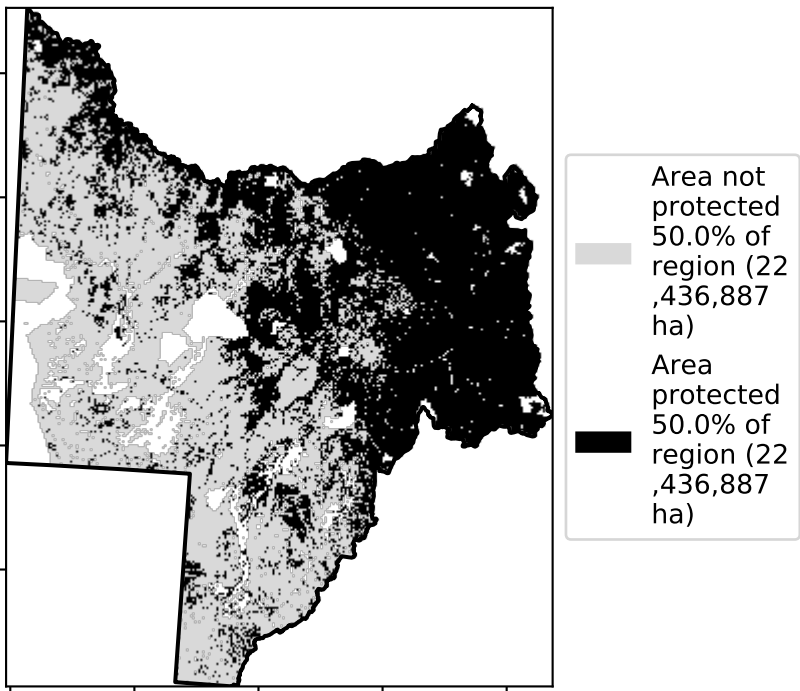 Area not
protected
50.0% of
region (22
,436,887
ha)
Area
protected
50.0% of
region (22
,436,887
ha)